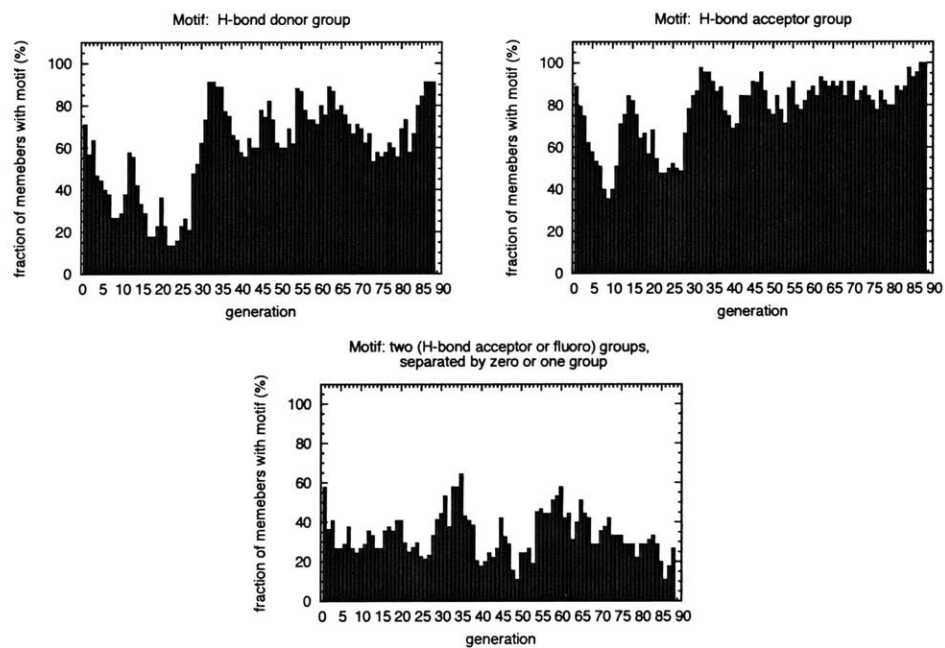 Motif: H-bond donor group
fraction of memebers with motif (%)
100
80
60
40
20
0
0 5 10 15 20 25 30 35 40 45 50 55 60 65 70 75 80 85 90
generation
Motif: H-bond acceptor group
fraction of memebers with motif (%)
100
80
60
40
20
0
0 5 10 15 20 25 30 35 40 45 50 55 60 65 70 75 80 85 90
generation
Motif: two (H-bond acceptor or fluoro) groups,
separated by zero or one group
fraction of memebers with motif (%)
100
80
60
40
20
0
0 5 10 15 20 25 30 35 40 45 50 55 60 65 70 75 80 85 90
generation